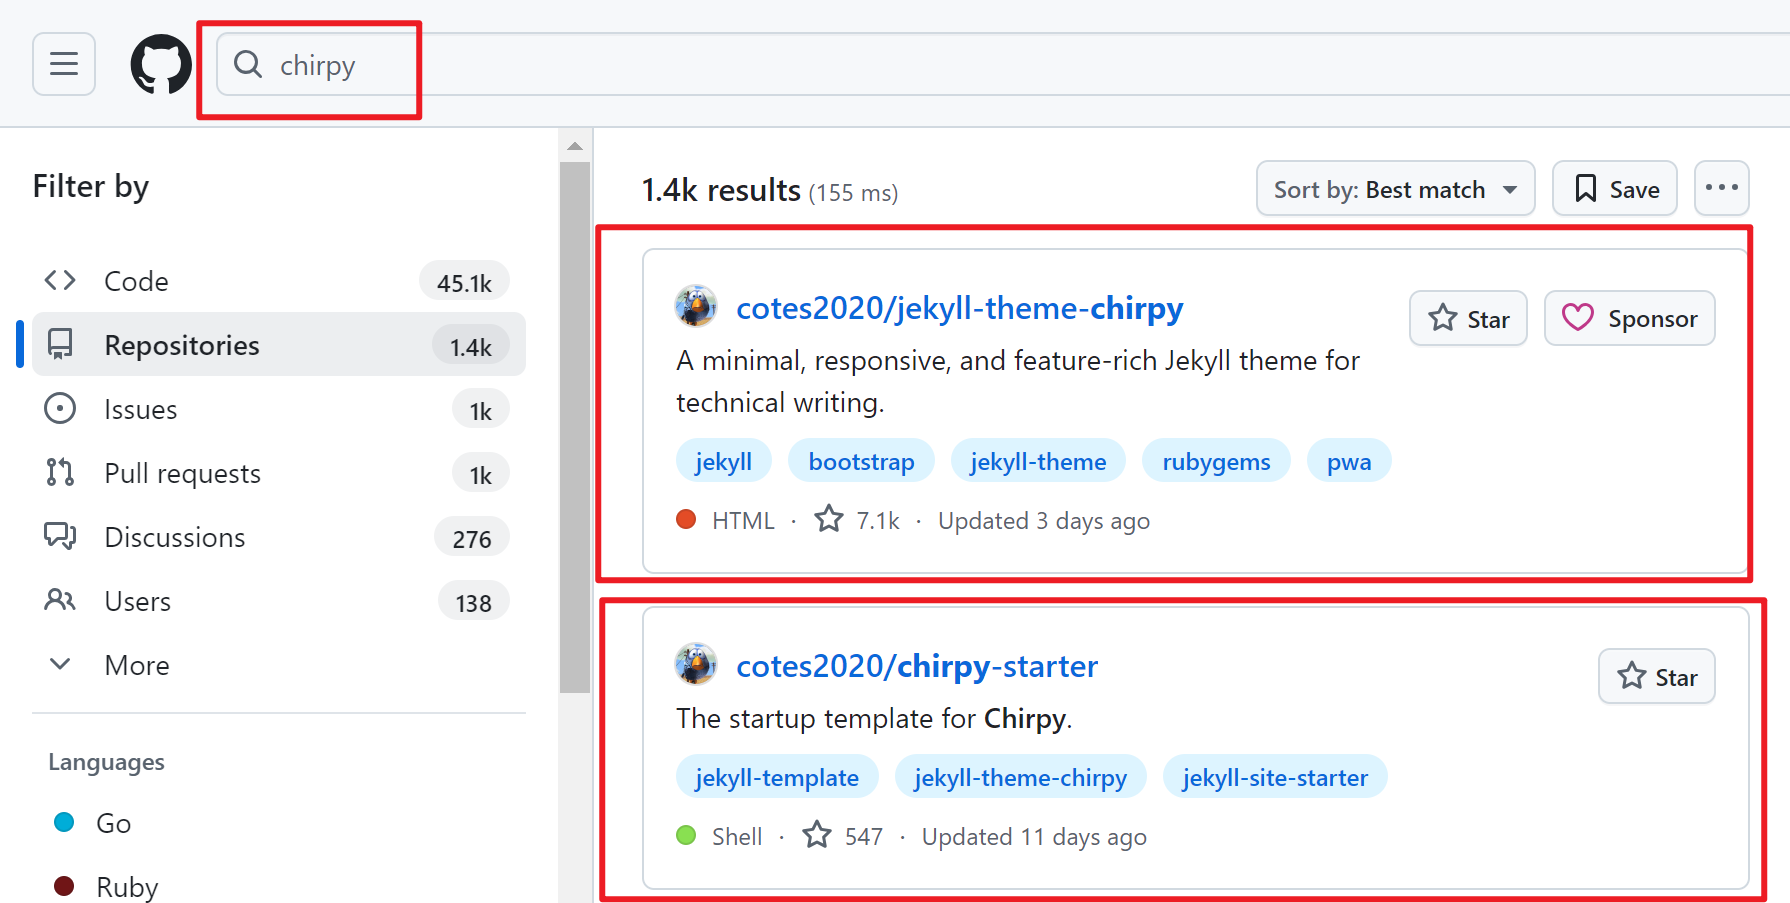 chirpy
Filter by
Code 45.1k
Repositories 1.4k
Issues 1k
Pull requests 1k
Discussions 276
Users 138
More
Languages
Go
Ruby
1.4k results (155 ms)
Sort by: Best match
Save
cotes2020/jekyll-theme-chirpy
Star
Sponsor
A minimal, responsive, and feature-rich Jekyll theme for
technical writing.
jekyll bootstrap jekyll-theme rubygems pwa
HTML · 7.1k · Updated 3 days ago
cotes2020/chirpy-starter
Star
The startup template for Chirpy.
jekyll-template jekyll-theme-chirpy jekyll-site-starter
Shell · 547 · Updated 11 days ago